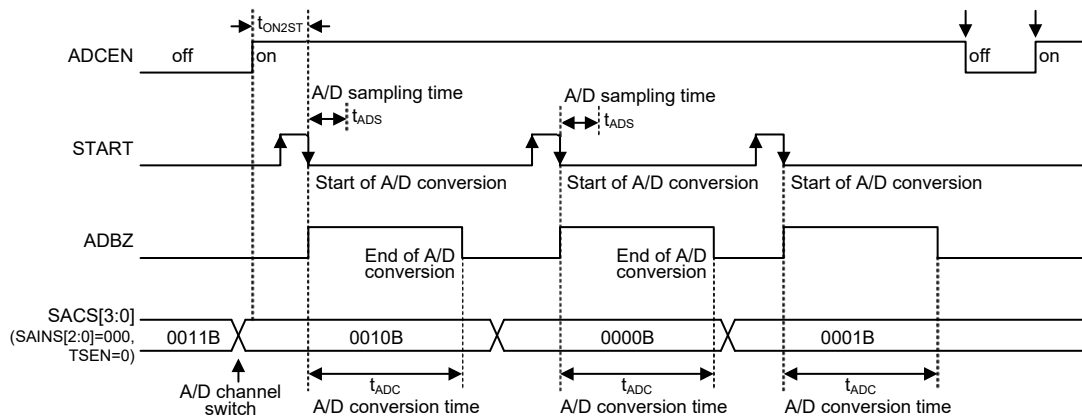 tON2ST
ADCEN
off
on
off
on
A/D sampling time
tADS
A/D sampling time
tADS
START
Start of A/D conversion
Start of A/D conversion
Start of A/D conversion
ADBZ
End of A/D
conversion
End of A/D
conversion
SACS[3:0]
(SAINS[2:0]=000,
TSEN=0)
0011B
0010B
0000B
0001B
A/D channel
switch
tADC
A/D conversion time
tADC
A/D conversion time
tADC
A/D conversion time